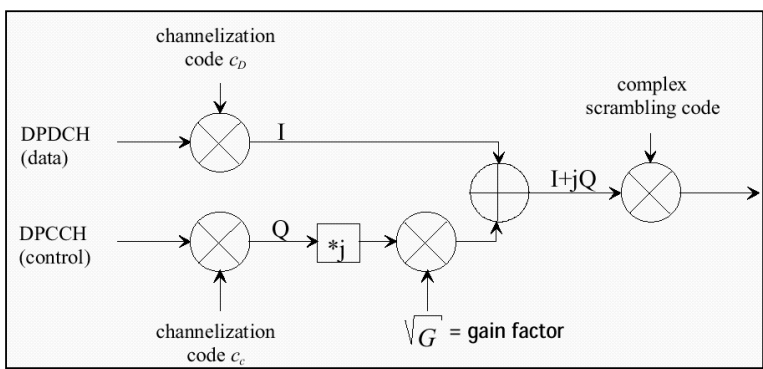 channelization
code c_D
complex
scrambling code
DPDCH
(data)
I
I+jQ
DPCCH
(control)
Q
*j
channelization
code c_c
√G = gain factor